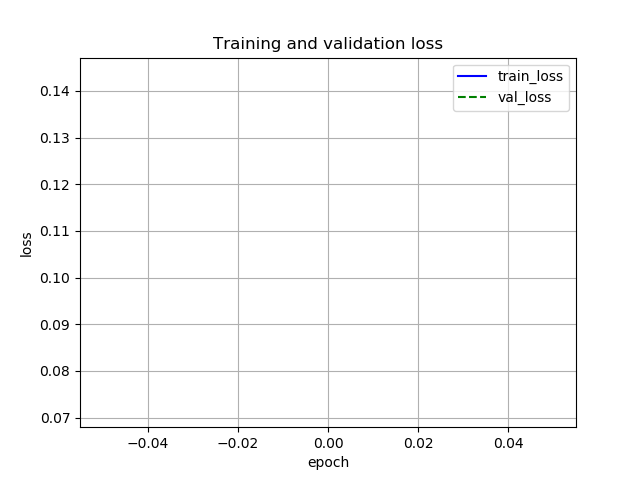 Training and validation loss
train_loss
val_loss
0.14
0.13
0.12
0.11
0.10
0.09
0.08
0.07
loss
−0.04
−0.02
0.00
0.02
0.04
epoch